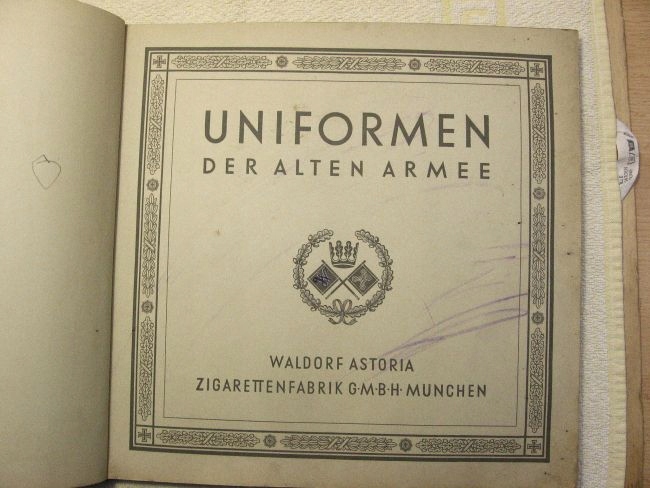 UNIFORMEN
DER ALTEN ARMEE
WALDORF ASTORIA
ZIGARETTENFABRIK G·M·B·H· MÜNCHEN